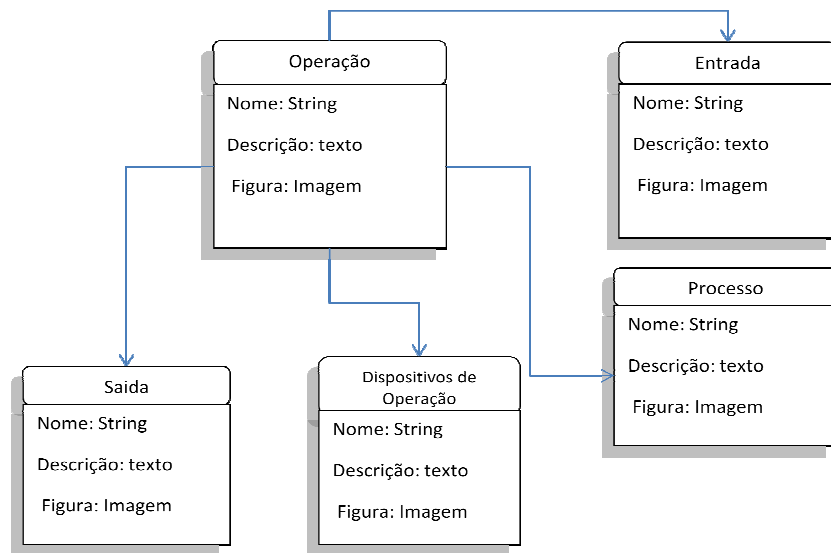 Operação
Nome: String
Descrição: texto
Figura: Imagem
Entrada
Nome: String
Descrição: texto
Figura: Imagem
Processo
Nome: String
Descrição: texto
Figura: Imagem
Saida
Nome: String
Descrição: texto
Figura: Imagem
Dispositivos de
Operação
Nome: String
Descrição: texto
Figura: Imagem